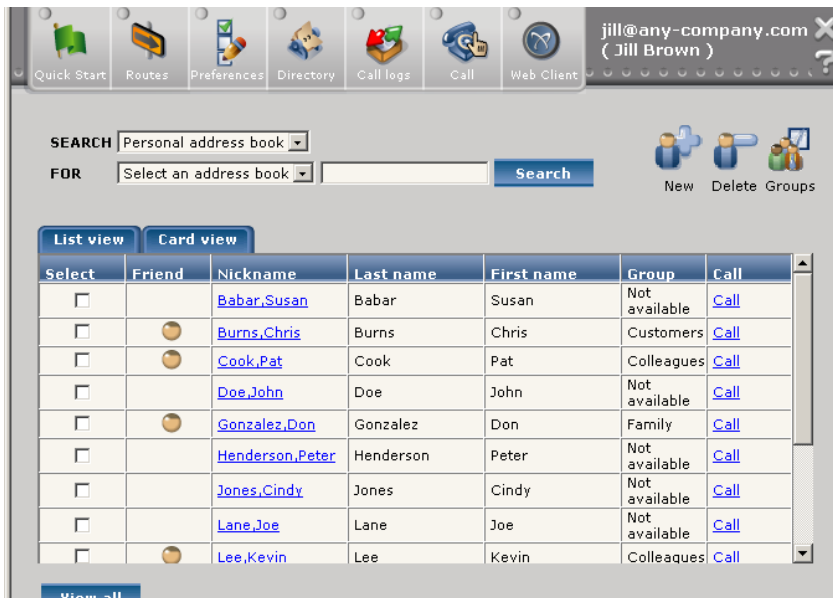 jill@any-company.com
( Jill Brown )
Quick Start Routes Preferences Directory Call logs Call Web Client
SEARCH Personal address book
FOR Select an address book Search
New Delete Groups
List view Card view
Select Friend Nickname Last name First name Group Call
Babar,Susan Babar Susan Not available Call
Burns,Chris Burns Chris Customers Call
Cook,Pat Cook Pat Colleagues Call
Doe,John Doe John Not available Call
Gonzalez,Don Gonzalez Don Family Call
Henderson,Peter Henderson Peter Not available Call
Jones,Cindy Jones Cindy Not available Call
Lane,Joe Lane Joe Not available Call
Lee,Kevin Lee Kevin Colleagues Call
View all